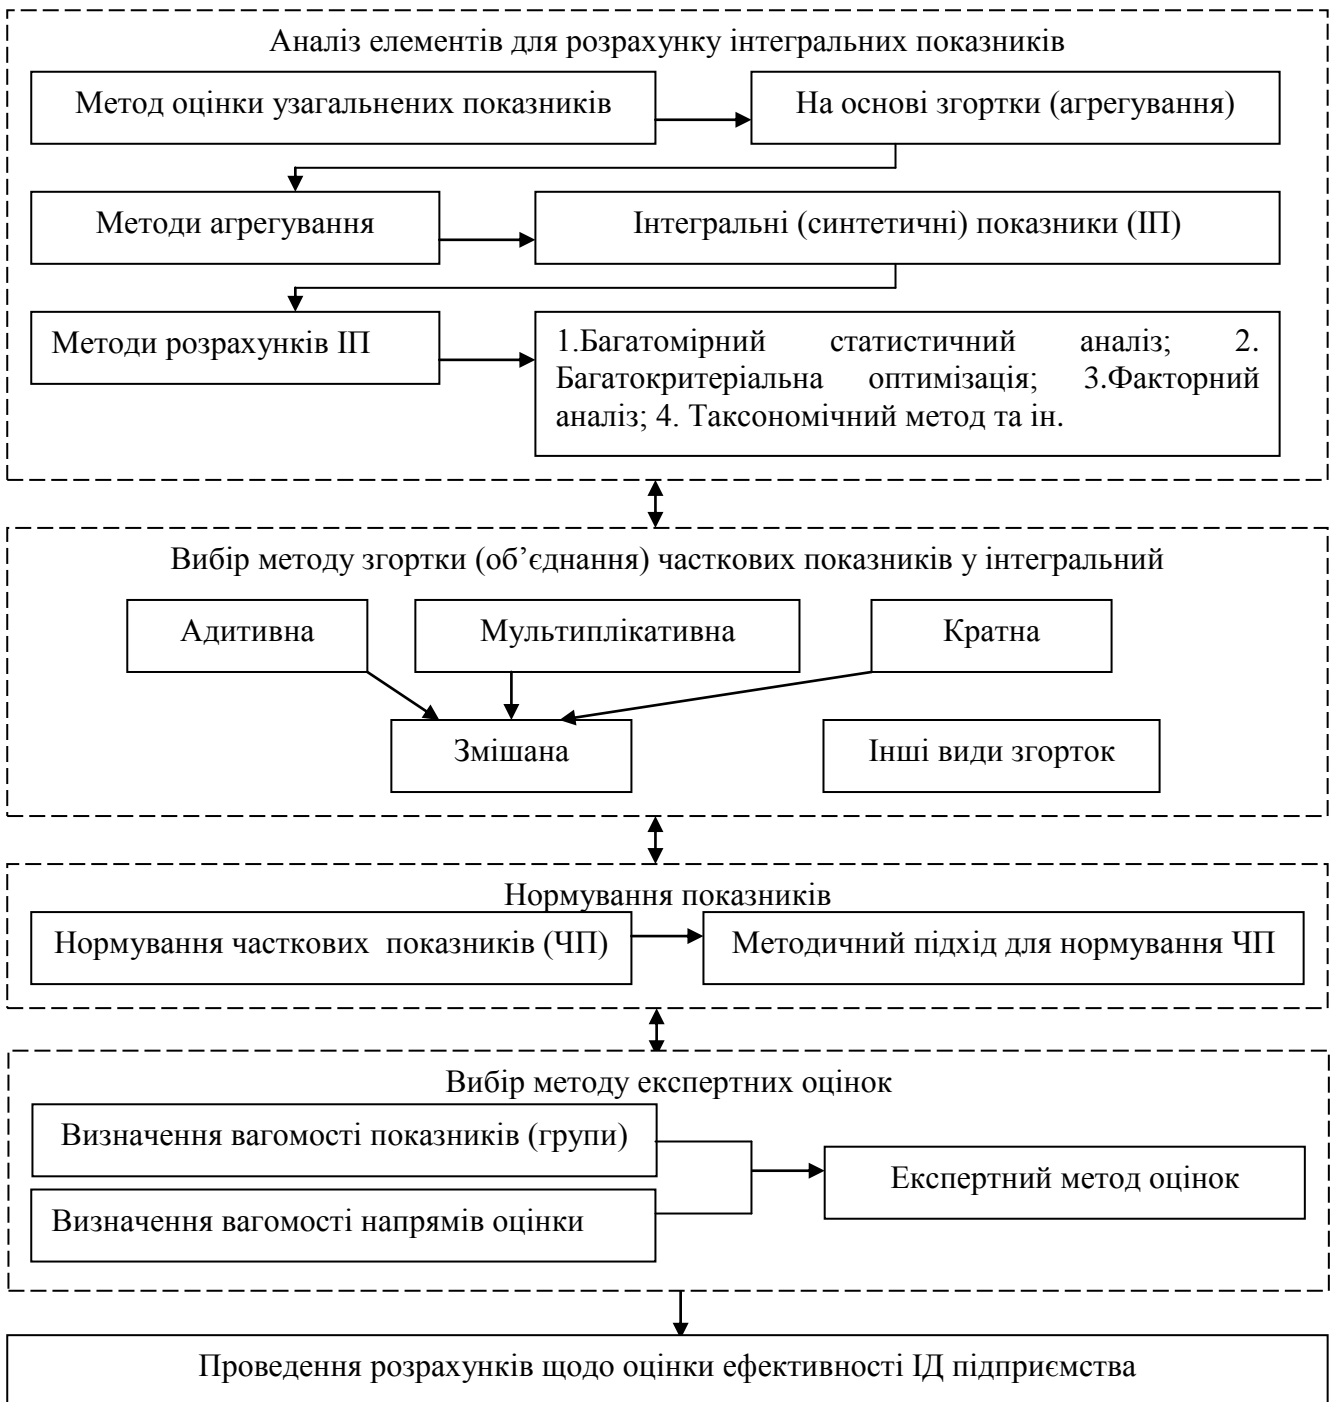 Аналіз елементів для розрахунку інтегральних показників
Метод оцінки узагальнених показників
На основі згортки (агрегування)
Методи агрегування
Інтегральні (синтетичні) показники (ІП)
Методи розрахунків ІП
1.Багатомірний статистичний аналіз; 2.
Багатокритеріальна оптимізація; 3.Факторний
аналіз; 4. Таксономічний метод та ін.
Вибір методу згортки (об’єднання) часткових показників у інтегральний
Адитивна
Мультиплікативна
Кратна
Змішана
Інші види згорток
Нормування показників
Нормування часткових показників (ЧП)
Методичний підхід для нормування ЧП
Вибір методу експертних оцінок
Визначення вагомості показників (групи)
Експертний метод оцінок
Визначення вагомості напрямів оцінки
Проведення розрахунків щодо оцінки ефективності ІД підприємства